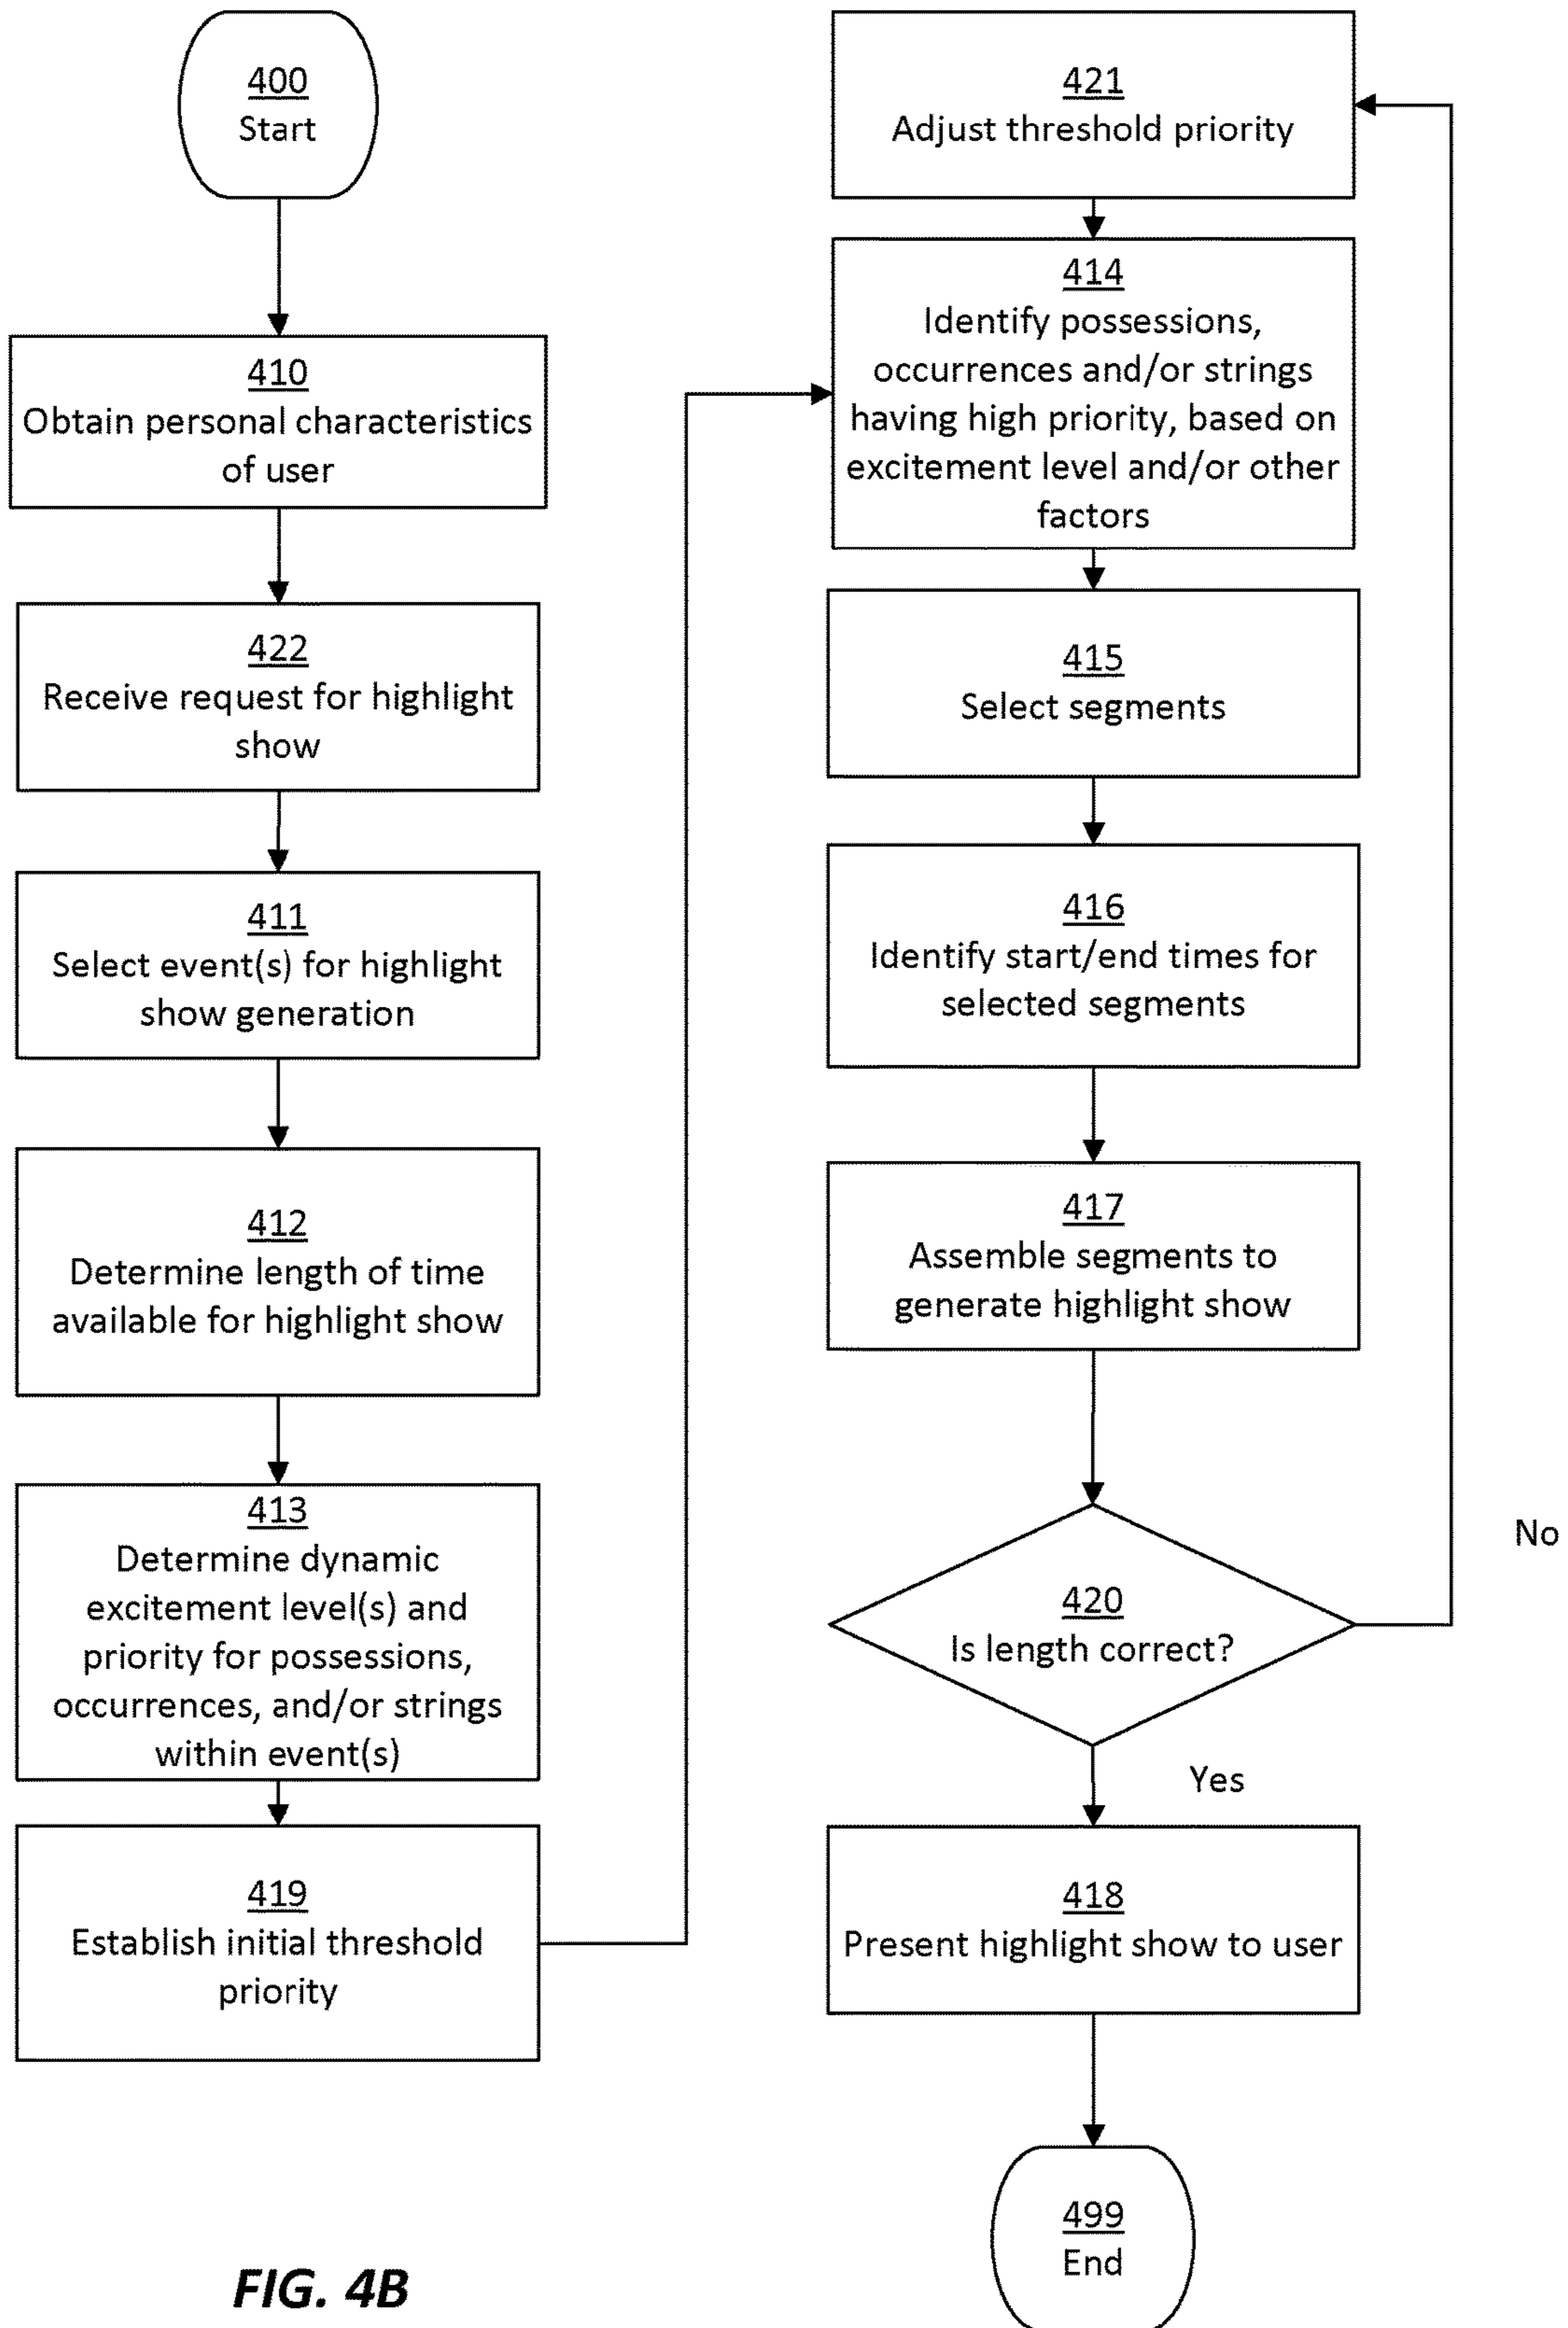 400
Start
410
Obtain personal characteristics
of user
422
Receive request for highlight
show
411
Select event(s) for highlight
show generation
412
Determine length of time
available for highlight show
413
Determine dynamic
excitement level(s) and
priority for possessions,
occurrences, and/or strings
within event(s)
419
Establish initial threshold
priority
421
Adjust threshold priority
414
Identify possessions,
occurrences and/or strings
having high priority, based on
excitement level and/or other
factors
415
Select segments
416
Identify start/end times for
selected segments
417
Assemble segments to
generate highlight show
420
Is length correct?
No
Yes
418
Present highlight show to user
499
End
FIG. 4B